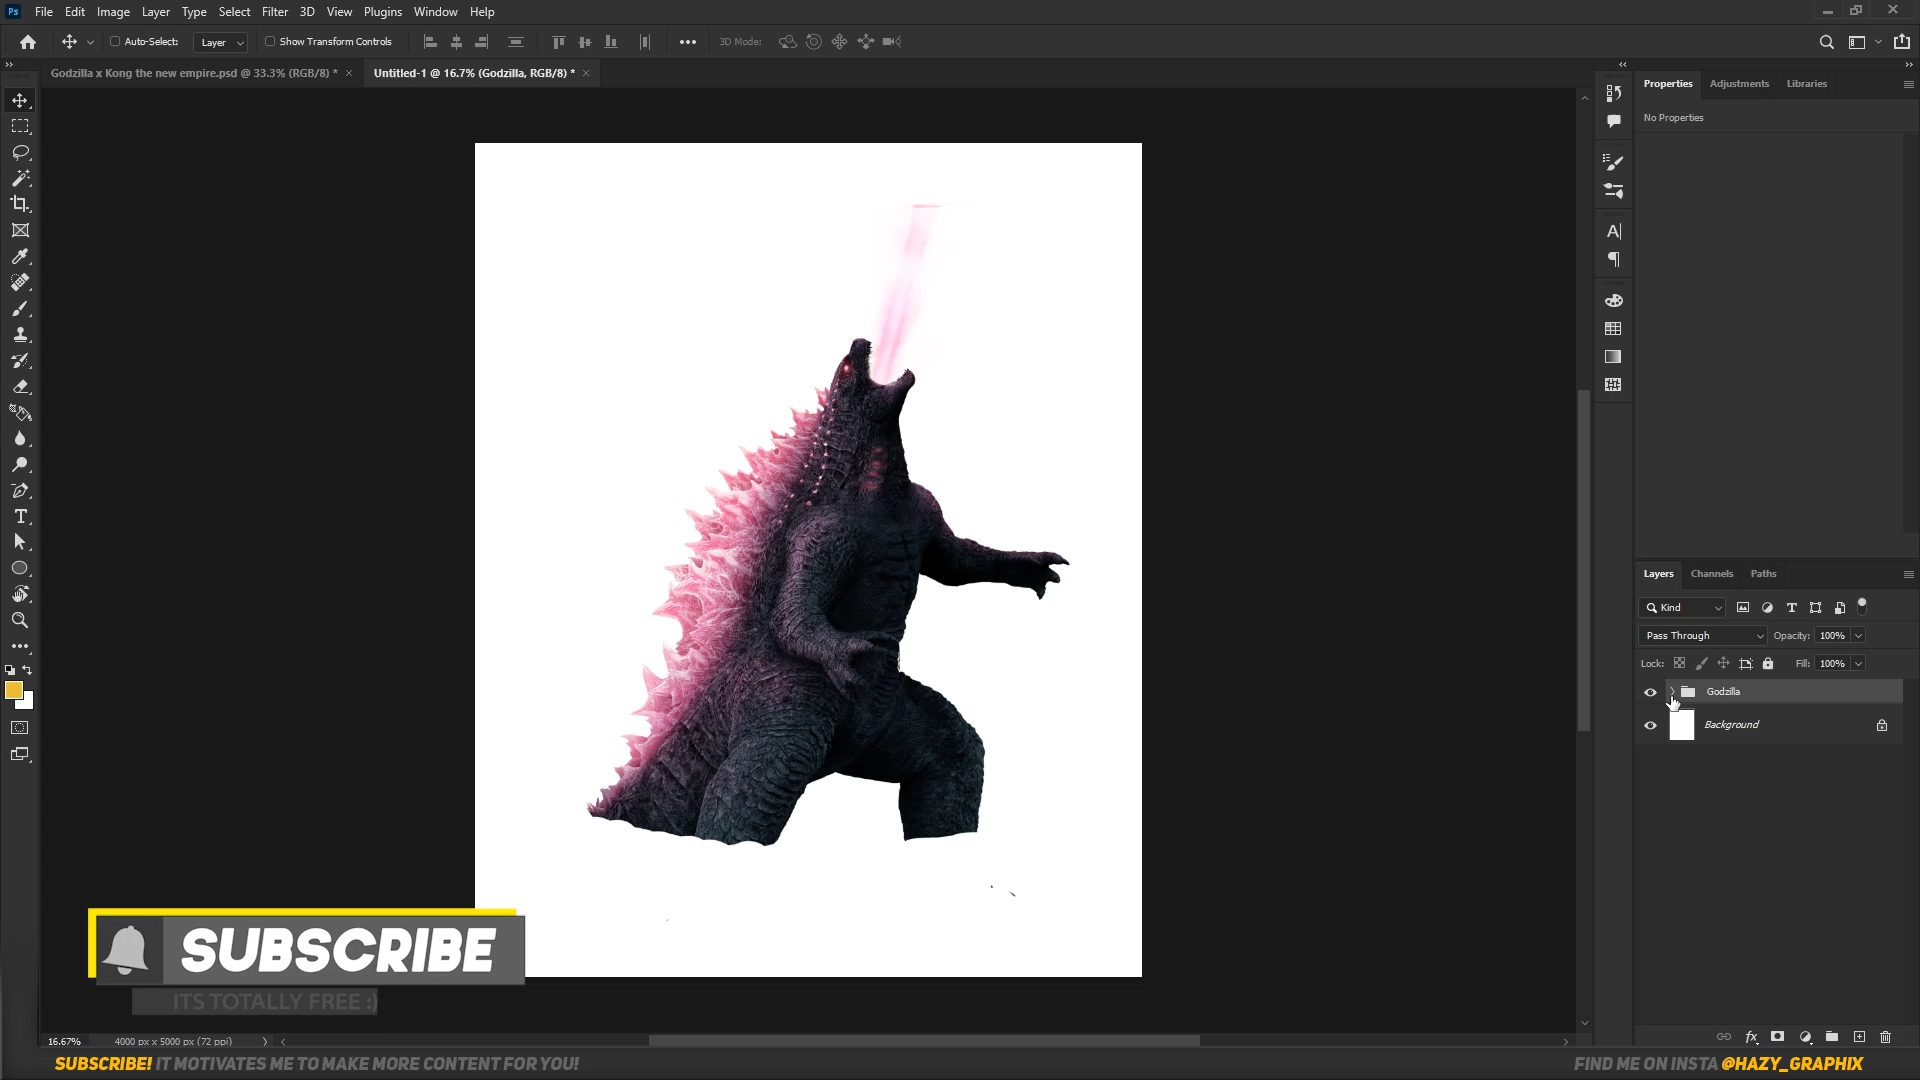 Ps File Edit Image Layer Type Select Filter 3D View Plugins Window Help
Auto-Select: Layer Show Transform Controls 3D Mode:
Godzilla x Kong the new empire.psd @ 33.3% (RGB/8) * × Untitled-1 @ 16.7% (Godzilla, RGB/8) * ×
Properties Adjustments Libraries
No Properties
Layers Channels Paths
Kind
Pass Through Opacity: 100%
Lock: Fill: 100%
Godzilla
Background
SUBSCRIBE
ITS TOTALLY FREE :)
16.67% 4000 px x 5000 px (72 ppi)
SUBSCRIBE! IT MOTIVATES ME TO MAKE MORE CONTENT FOR YOU!
FIND ME ON INSTA @HAZY_GRAPHIX